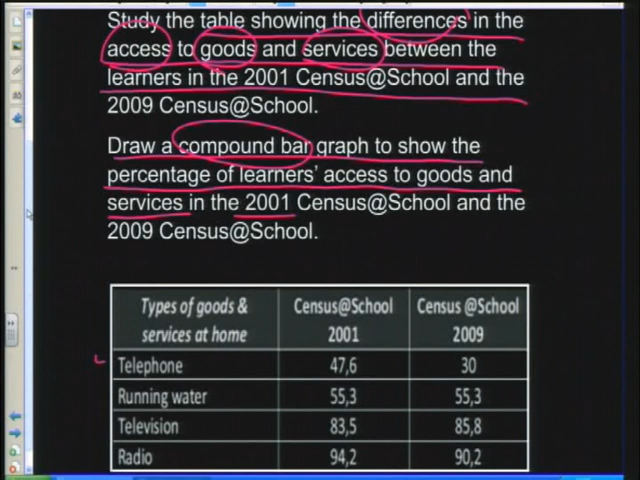 Study the table showing the differences in the
access to goods and services between the
learners in the 2001 Census@School and the
2009 Census@School.
Draw a compound bar graph to show the
percentage of learners' access to goods and
services in the 2001 Census@School and the
2009 Census@School.
Types of goods & services at home Census@School 2001 Census @School 2009
Telephone 47,6 30
Running water 55,3 55,3
Television 83,5 85,8
Radio 94,2 90,2